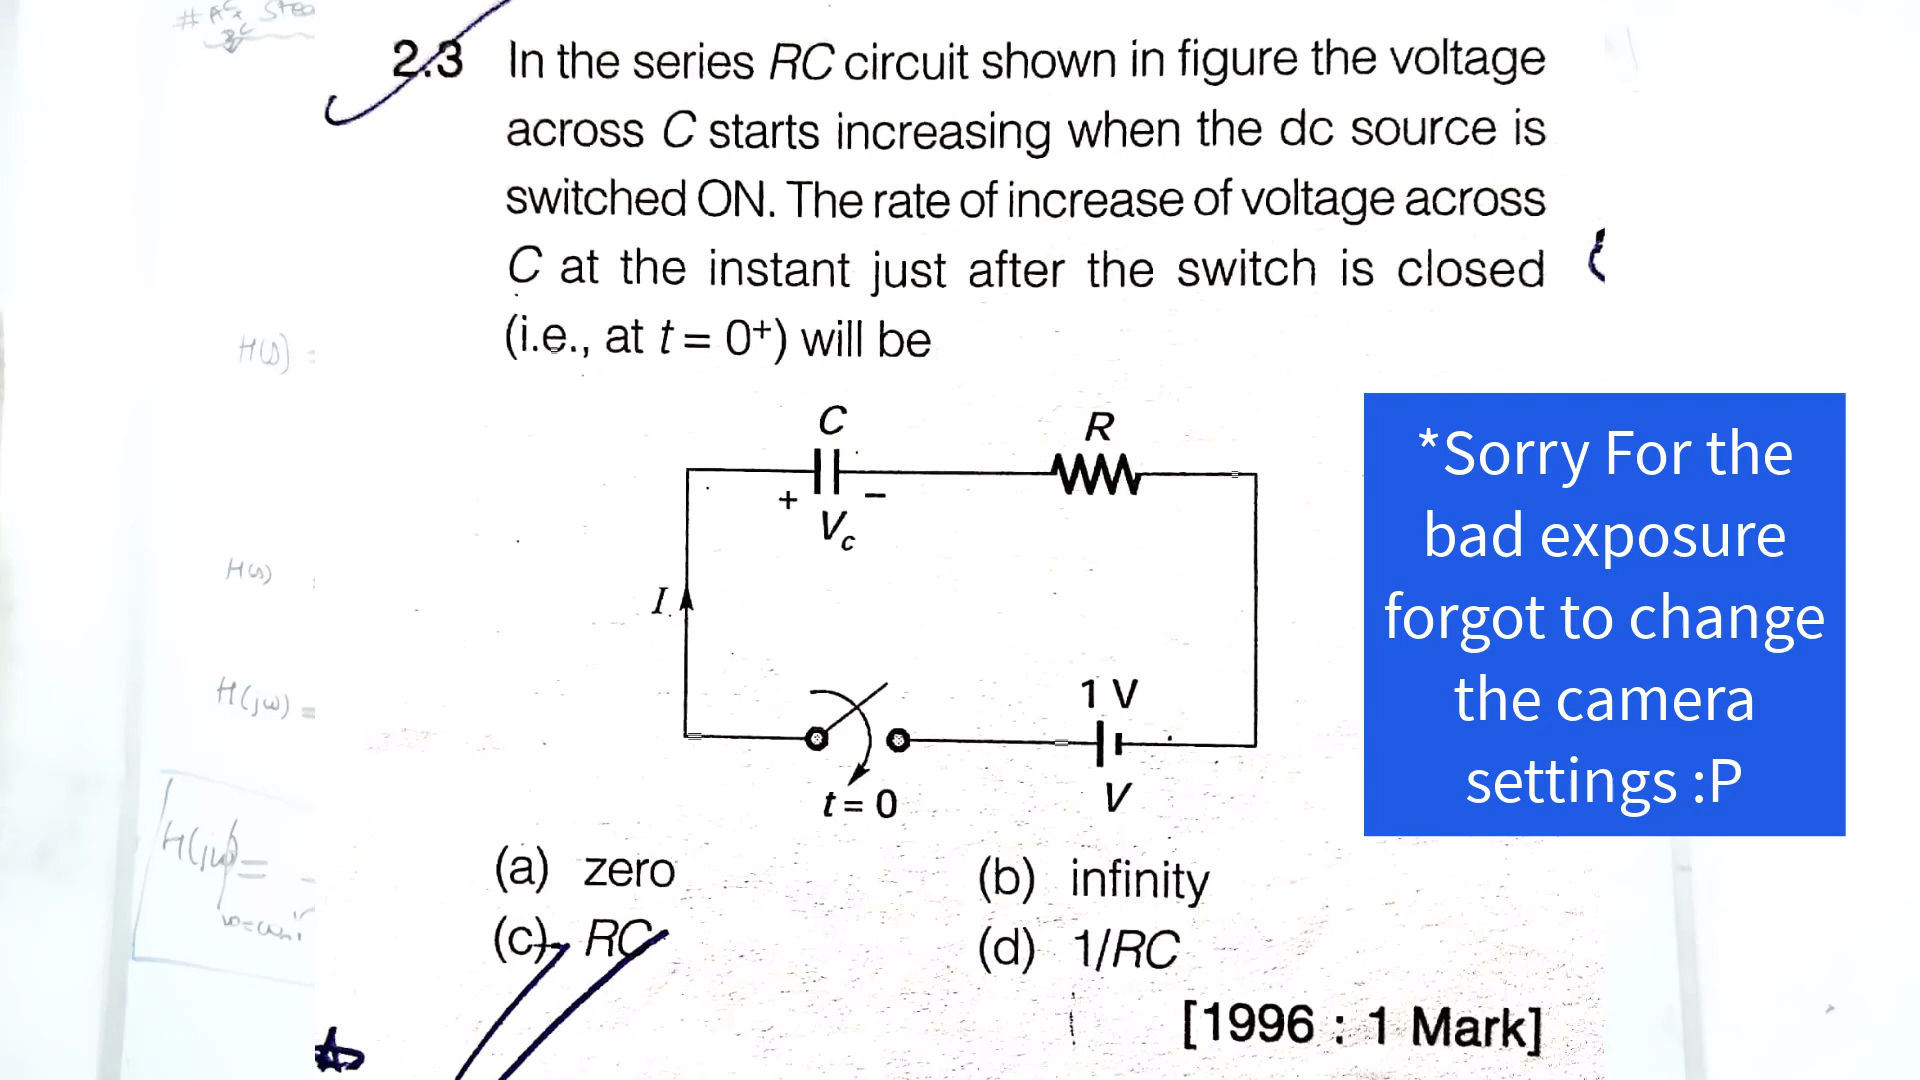 2.3 In the series RC circuit shown in figure the voltage
across C starts increasing when the dc source is
switched ON. The rate of increase of voltage across
C at the instant just after the switch is closed
(i.e., at t = 0⁺) will be
C
R
+ −
Vc
I
1 V
t = 0
V
(a) zero
(b) infinity
(c) RC
(d) 1/RC
[1996 : 1 Mark]
*Sorry For the
bad exposure
forgot to change
the camera
settings :P
H(s) =
H(s) :
H(jω) =
H(jω) =